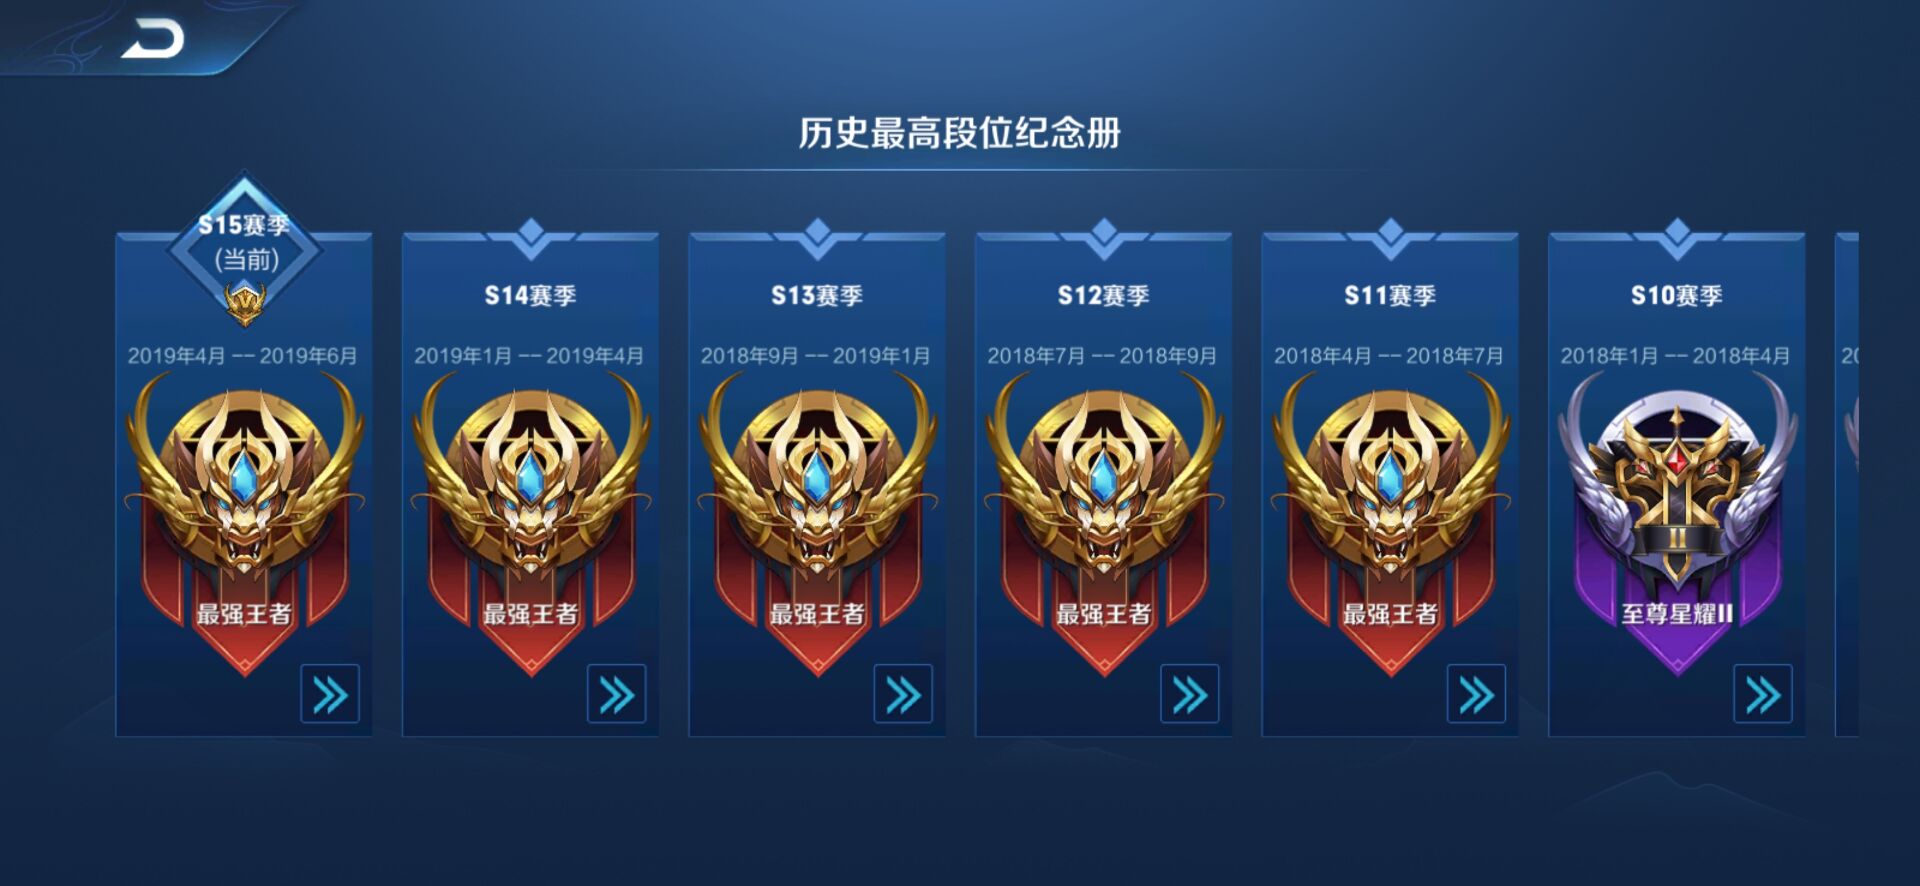 历史最高段位纪念册
S15赛季
(当前)
2019年4月 -- 2019年6月
最强王者
S14赛季
2019年1月 -- 2019年4月
最强王者
S13赛季
2018年9月 -- 2019年1月
最强王者
S12赛季
2018年7月 -- 2018年9月
最强王者
S11赛季
2018年4月 -- 2018年7月
最强王者
S10赛季
2018年1月 -- 2018年4月
II
至尊星耀II